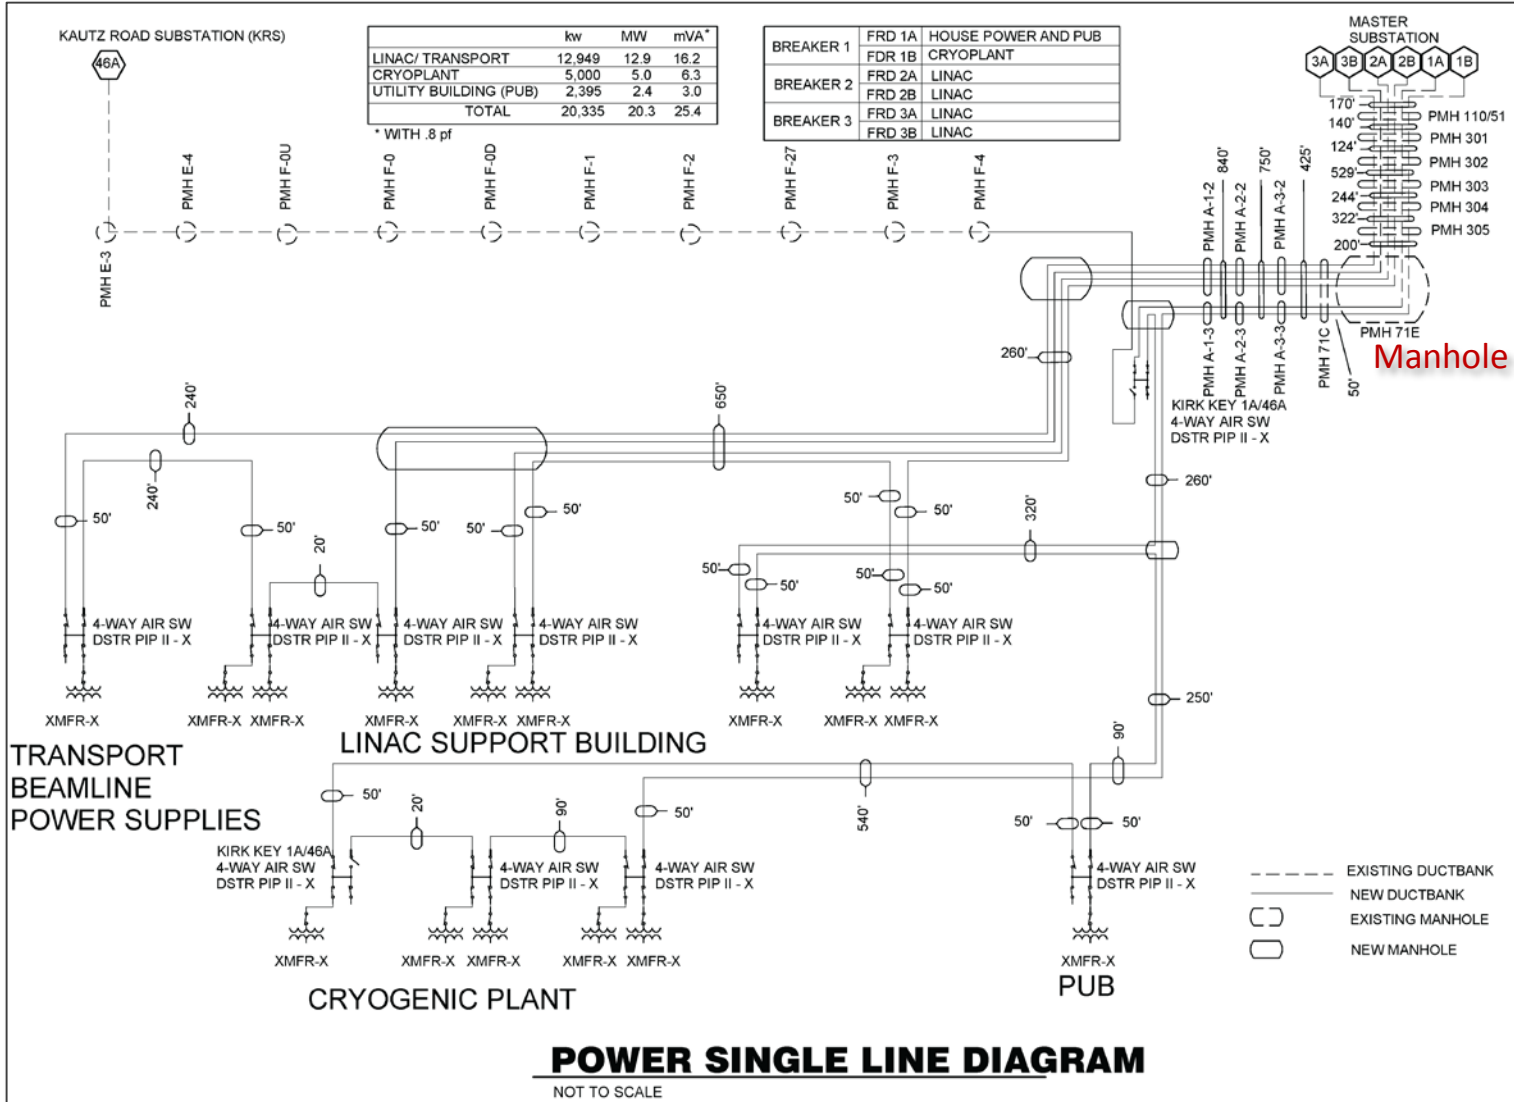 KAUTZ ROAD SUBSTATION (KRS)
46A
kw MW mVA*
LINAC/ TRANSPORT 12,949 12.9 16.2
CRYOPLANT 5,000 5.0 6.3
UTILITY BUILDING (PUB) 2,395 2.4 3.0
TOTAL 20,335 20.3 25.4
* WITH .8 pf
BREAKER 1 FRD 1A HOUSE POWER AND PUB
FDR 1B CRYOPLANT
BREAKER 2 FRD 2A LINAC
FRD 2B LINAC
BREAKER 3 FRD 3A LINAC
FRD 3B LINAC
MASTER
SUBSTATION
3A 3B 2A 2B 1A 1B
170'
PMH 110/51
140'
PMH 301
124'
PMH 302
529'
PMH 303
244'
PMH 304
322'
PMH 305
200'
PMH E-3
PMH E-4
PMH F-0U
PMH F-0
PMH F-0D
PMH F-1
PMH F-2
PMH F-27
PMH F-3
PMH F-4
PMH A-1-2
840'
PMH A-2-2
750'
PMH A-3-2
425'
PMH A-1-3
PMH A-2-3
PMH A-3-3
PMH 71C
50'
PMH 71E
Manhole
260'
KIRK KEY 1A/46A
4-WAY AIR SW
DSTR PIP II - X
240'
650'
240'
260'
50'
50'
50'
50'
50'
50'
50'
320'
20'
50'
50'
50'
50'
4-WAY AIR SW
DSTR PIP II - X
4-WAY AIR SW
DSTR PIP II - X
4-WAY AIR SW
DSTR PIP II - X
4-WAY AIR SW
DSTR PIP II - X
4-WAY AIR SW
DSTR PIP II - X
4-WAY AIR SW
DSTR PIP II - X
XMFR-X
XMFR-X XMFR-X
XMFR-X
XMFR-X XMFR-X
XMFR-X
XMFR-X XMFR-X
250'
TRANSPORT
BEAMLINE
POWER SUPPLIES
LINAC SUPPORT BUILDING
90'
540'
50'
20'
90'
50'
50'
50'
KIRK KEY 1A/46A
4-WAY AIR SW
DSTR PIP II - X
4-WAY AIR SW
DSTR PIP II - X
4-WAY AIR SW
DSTR PIP II - X
4-WAY AIR SW
DSTR PIP II - X
XMFR-X
XMFR-X XMFR-X
XMFR-X XMFR-X
XMFR-X
CRYOGENIC PLANT
PUB
EXISTING DUCTBANK
NEW DUCTBANK
EXISTING MANHOLE
NEW MANHOLE
POWER SINGLE LINE DIAGRAM
NOT TO SCALE